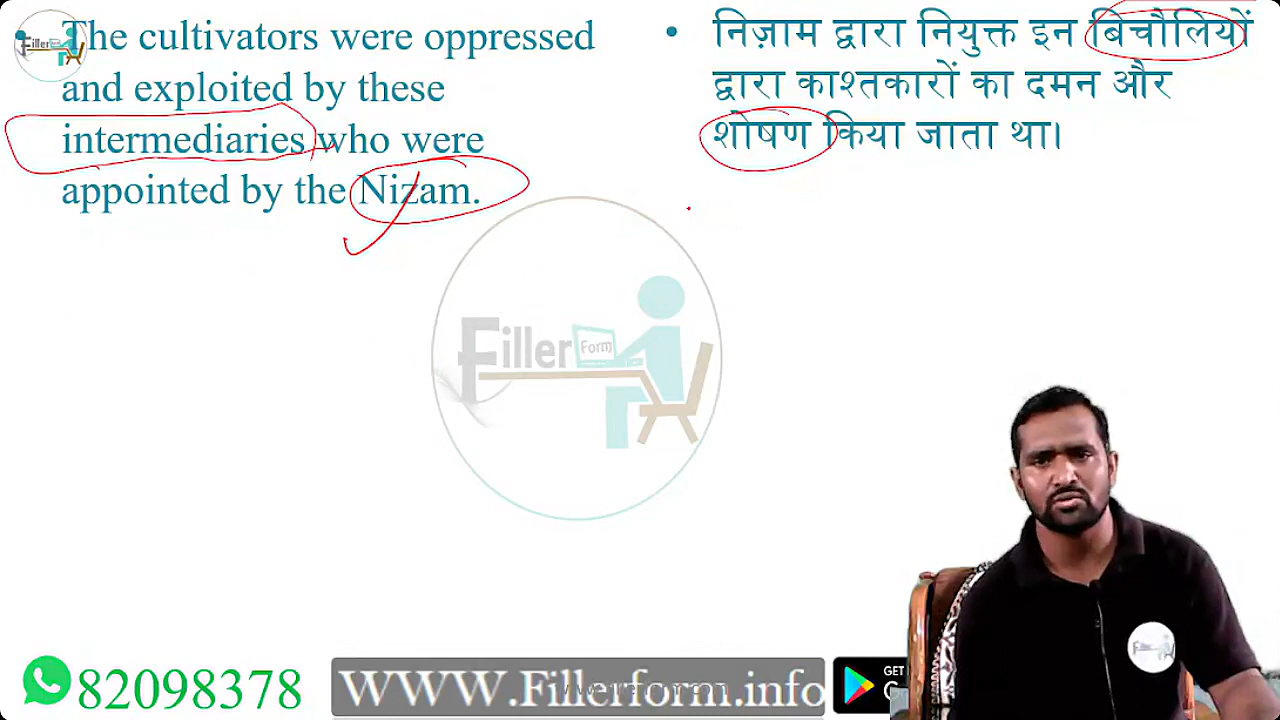 The cultivators were oppressed
and exploited by these
intermediaries who were
appointed by the Nizam.
निज़ाम द्वारा नियुक्त इन बिचौलियों
द्वारा काश्तकारों का दमन और
शोषण किया जाता था।
Filler Form
82098378
WWW.Fillerform.info
GET